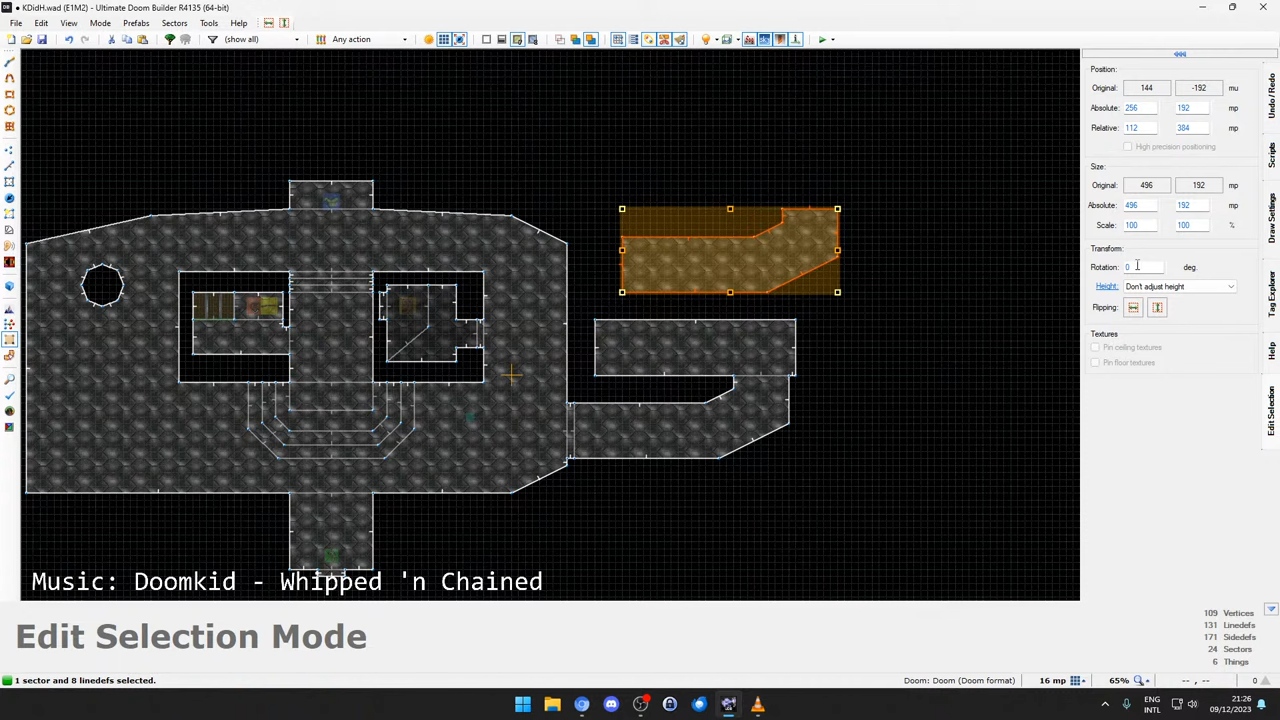 KDidH.wad (E1M2) - Ultimate Doom Builder R4135 (64-bit)
File Edit View Mode Prefabs Sectors Tools Help
(show all) Any action
Position:
Original: 144 -192 mu
Absolute: 256 192 mp
Relative: 112 384 mp
High precision positioning
Size:
Original: 496 192 mp
Absolute: 496 192 mp
Scale: 100 100 %
Transform:
Rotation: 0 deg.
Height: Don't adjust height
Flipping:
Textures
Pin ceiling textures
Pin floor textures
Undo / Redo
Scripts
Draw Settings
Tag Explorer
Help
Edit Selection
Music: Doomkid - Whipped 'n Chained
Edit Selection Mode
109 Vertices
131 Linedefs
171 Sidedefs
24 Sectors
6 Things
1 sector and 8 linedefs selected.
Doom: Doom (Doom format) 16 mp 65% -- , -- 0
ENG
INTL
21:26
09/12/2023